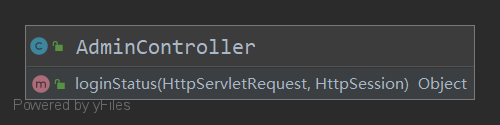 C AdminController
m loginStatus(HttpServletRequest, HttpSession) Object
Powered by yFiles